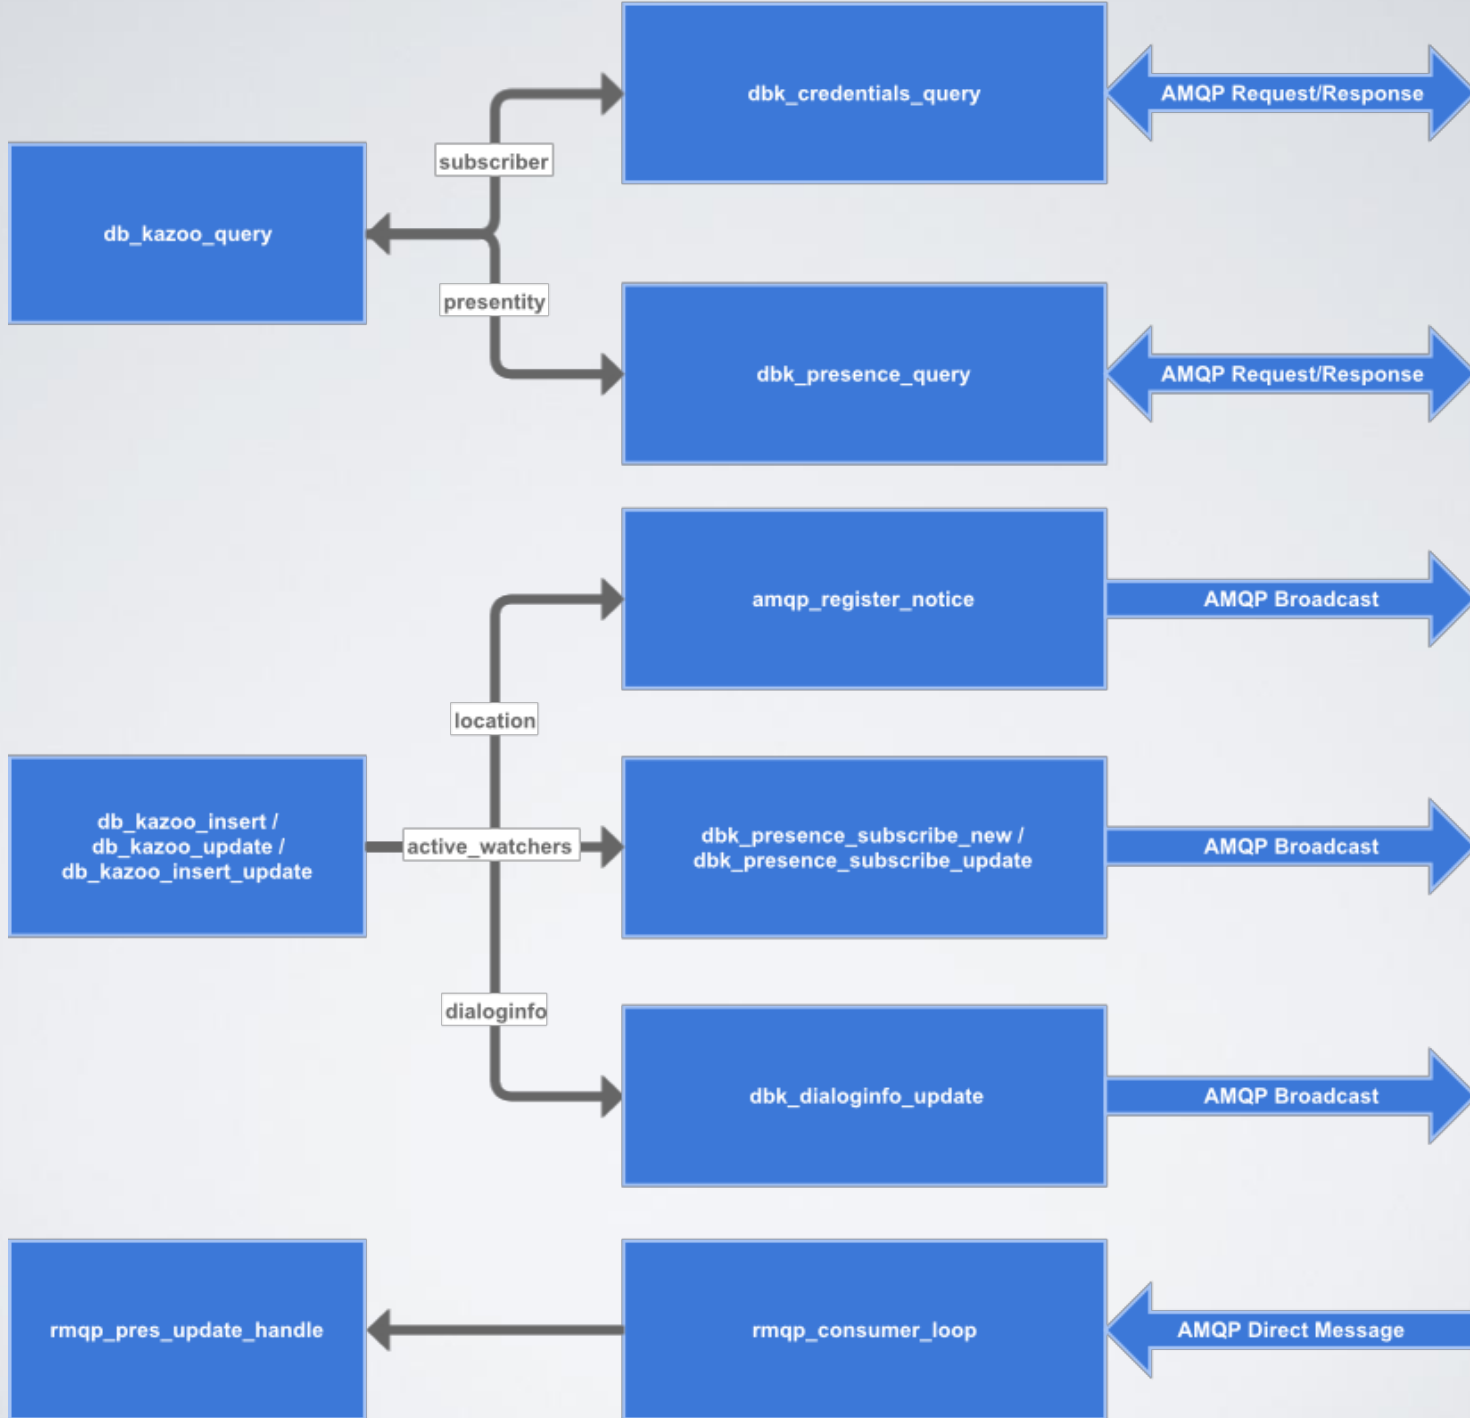 dbk_credentials_query
AMQP Request/Response
subscriber
db_kazoo_query
presentity
dbk_presence_query
AMQP Request/Response
amqp_register_notice
AMQP Broadcast
location
db_kazoo_insert /
db_kazoo_update /
db_kazoo_insert_update
active_watchers
dbk_presence_subscribe_new /
dbk_presence_subscribe_update
AMQP Broadcast
dialoginfo
dbk_dialoginfo_update
AMQP Broadcast
rmqp_pres_update_handle
rmqp_consumer_loop
AMQP Direct Message